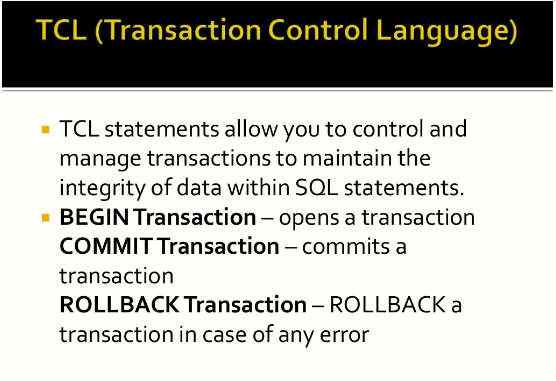 TCL (Transaction Control Language)
TCL statements allow you to control and
manage transactions to maintain the
integrity of data within SQL statements.
BEGIN Transaction – opens a transaction
COMMIT Transaction – commits a
transaction
ROLLBACK Transaction – ROLLBACK a
transaction in case of any error